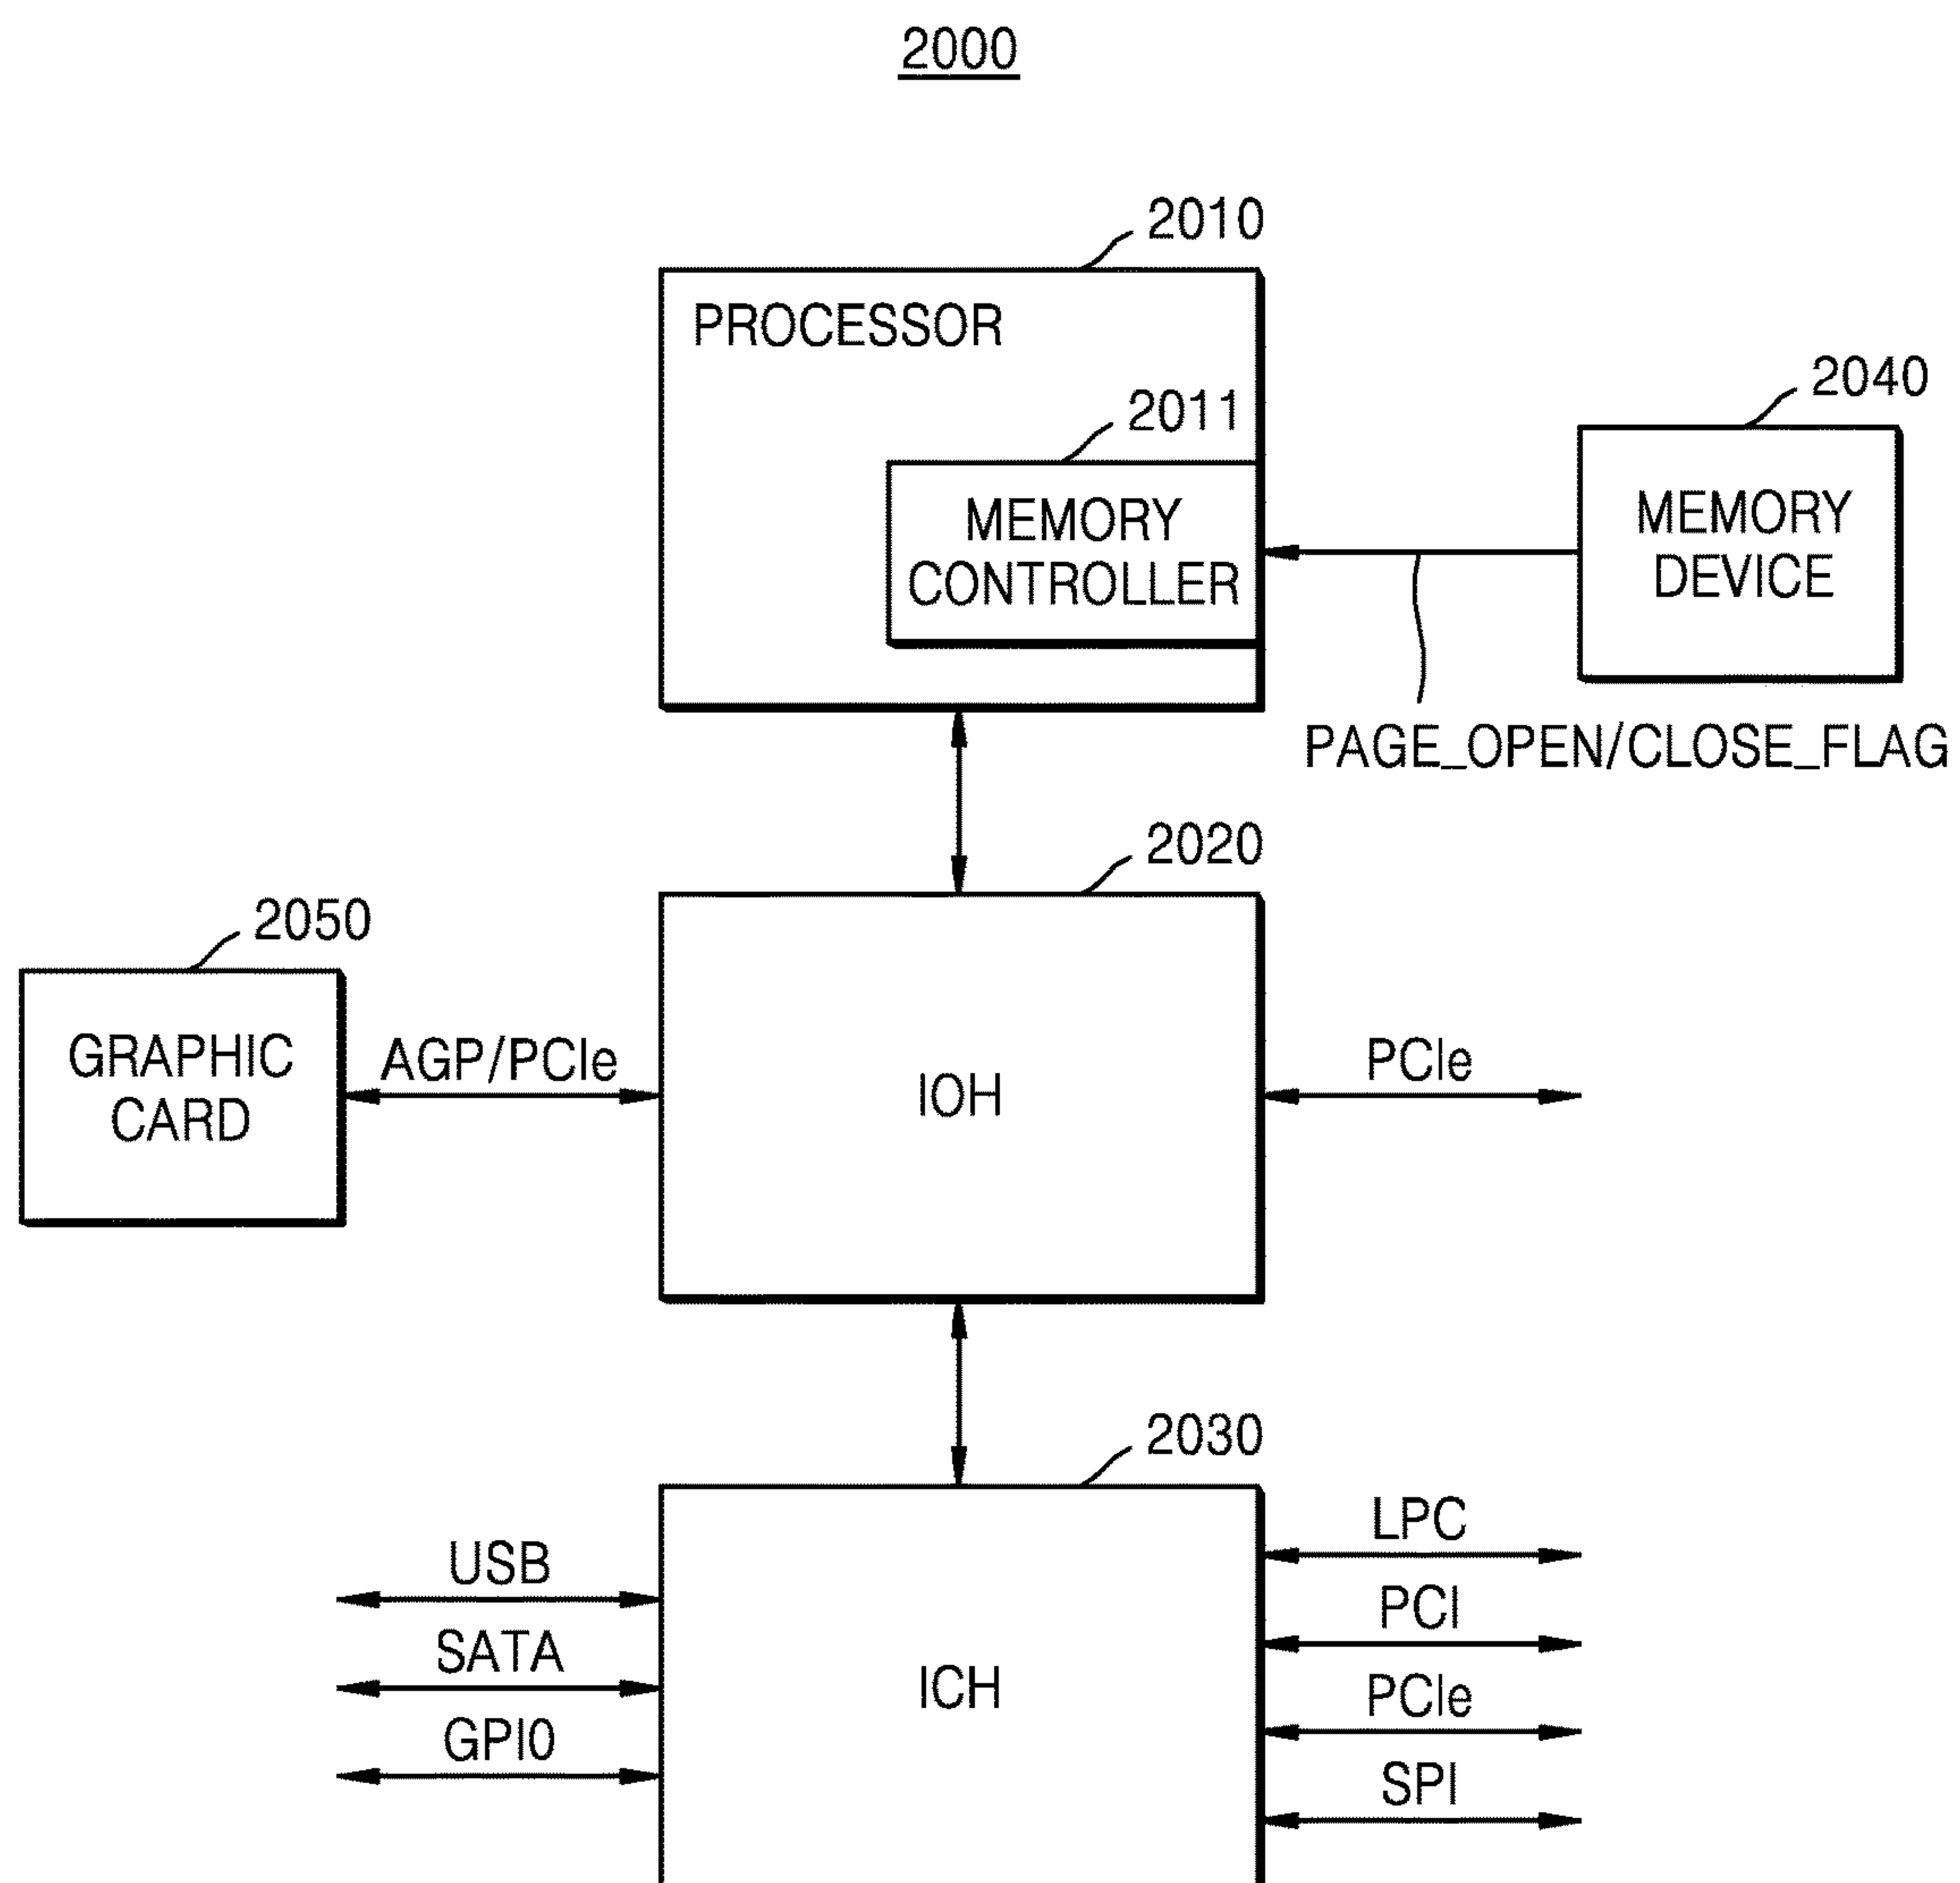 2000
2010
PROCESSOR
2011
MEMORY
CONTROLLER
2040
MEMORY
DEVICE
PAGE_OPEN/CLOSE_FLAG
2020
2050
GRAPHIC
CARD
AGP/PCIe
IOH
PCIe
2030
USB
SATA
GPI0
ICH
LPC
PCI
PCIe
SPI